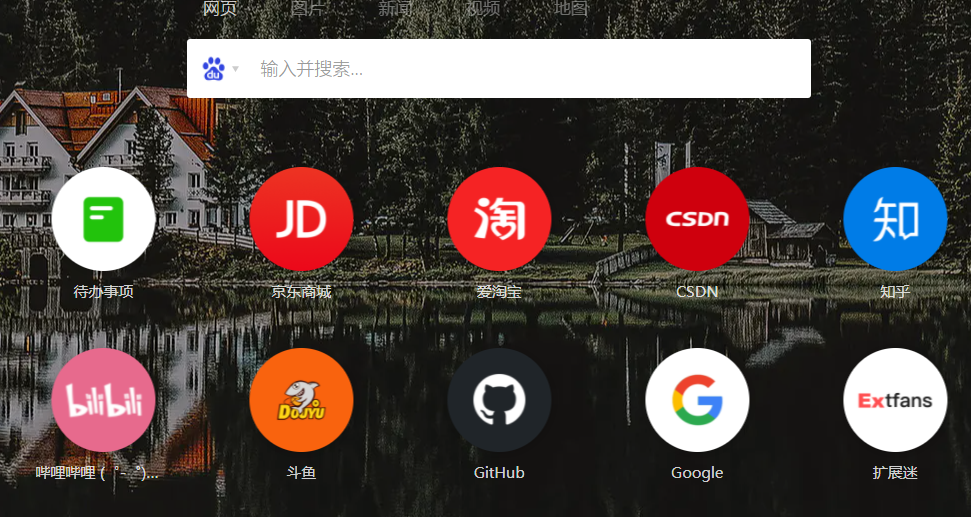 网页 图片 新闻 视频 地图
du 输入并搜索...
JD 淘 CSDN 知
待办事项 京东商城 爱淘宝 CSDN 知乎
bilibili DOUYU G Extfans
哔哩哔哩 ( ゜- ゜)... 斗鱼 GitHub Google 扩展迷